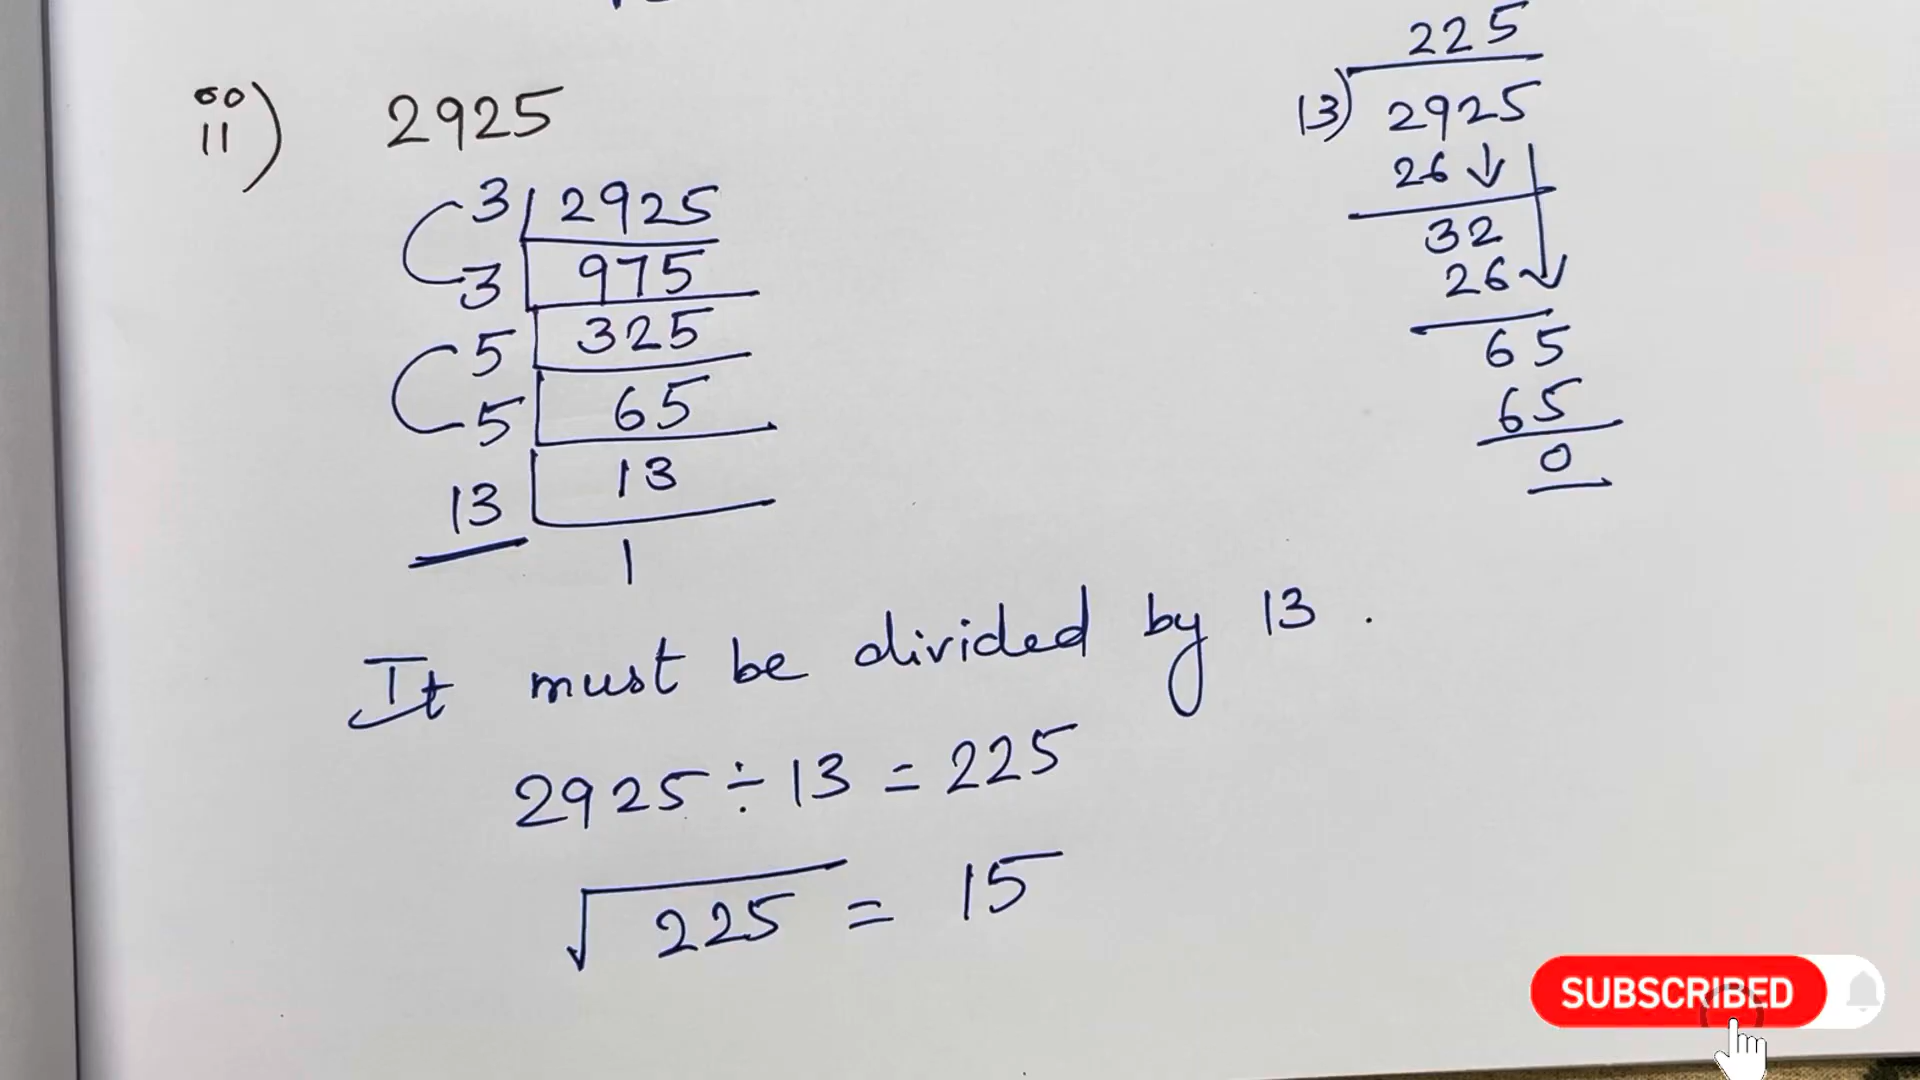 ii) 2925
3 | 2925
3 | 975
5 | 325
5 | 65
13 | 13
1
225
13) 2925
26
32
26
65
65
0
It must be divided by 13.
2925 ÷ 13 = 225
√225 = 15
SUBSCRIBED